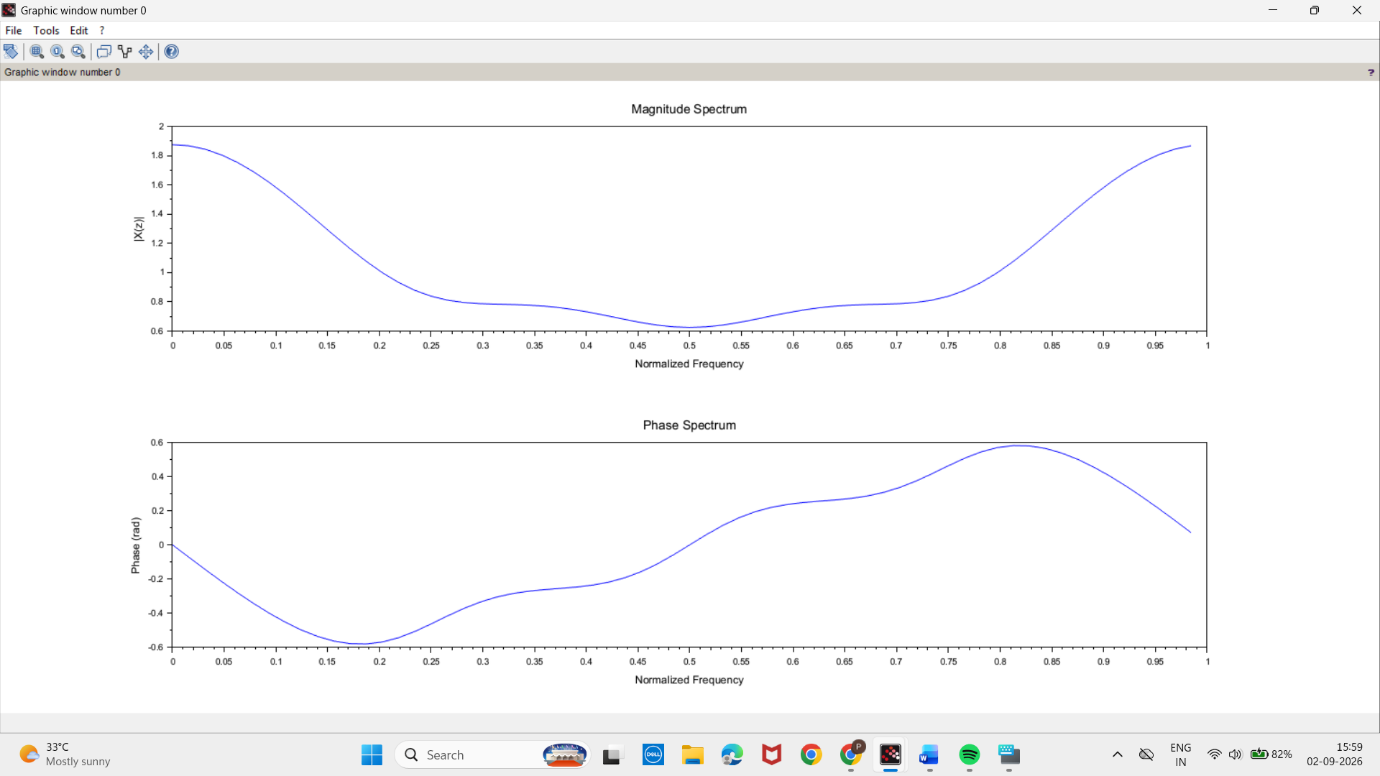 Graphic window number 0
File Tools Edit ?
Graphic window number 0 ?
Magnitude Spectrum
2
1.8
1.6
1.4
1.2
1
0.8
0.6
|X(z)|
0 0.05 0.1 0.15 0.2 0.25 0.3 0.35 0.4 0.45 0.5 0.55 0.6 0.65 0.7 0.75 0.8 0.85 0.9 0.95 1
Normalized Frequency
Phase Spectrum
0.6
0.4
0.2
0
-0.2
-0.4
-0.6
Phase (rad)
0 0.05 0.1 0.15 0.2 0.25 0.3 0.35 0.4 0.45 0.5 0.55 0.6 0.65 0.7 0.75 0.8 0.85 0.9 0.95 1
Normalized Frequency
33°C
Mostly sunny
Search
DELL
P
W
ENG
IN
82%
15:59
02-09-2026